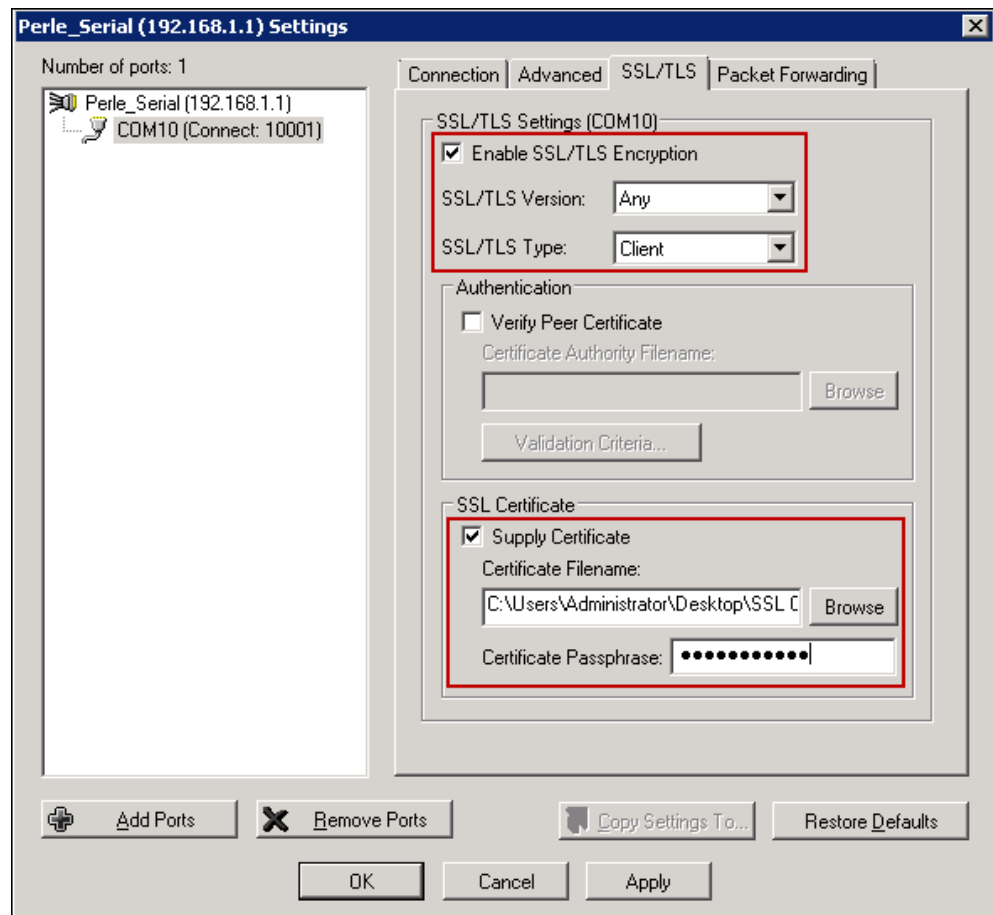 Perle_Serial (192.168.1.1) Settings
Number of ports: 1
Perle_Serial (192.168.1.1)
COM10 (Connect: 10001)
Connection
Advanced
SSL/TLS
Packet Forwarding
SSL/TLS Settings (COM10)
Enable SSL/TLS Encryption
SSL/TLS Version: Any
SSL/TLS Type: Client
Authentication
Verify Peer Certificate
Certificate Authority Filename:
Browse
Validation Criteria...
SSL Certificate
Supply Certificate
Certificate Filename:
C:\Users\Administrator\Desktop\SSL C
Browse
Certificate Passphrase: ●●●●●●●●●●●
Add Ports
Remove Ports
Copy Settings To...
Restore Defaults
OK
Cancel
Apply